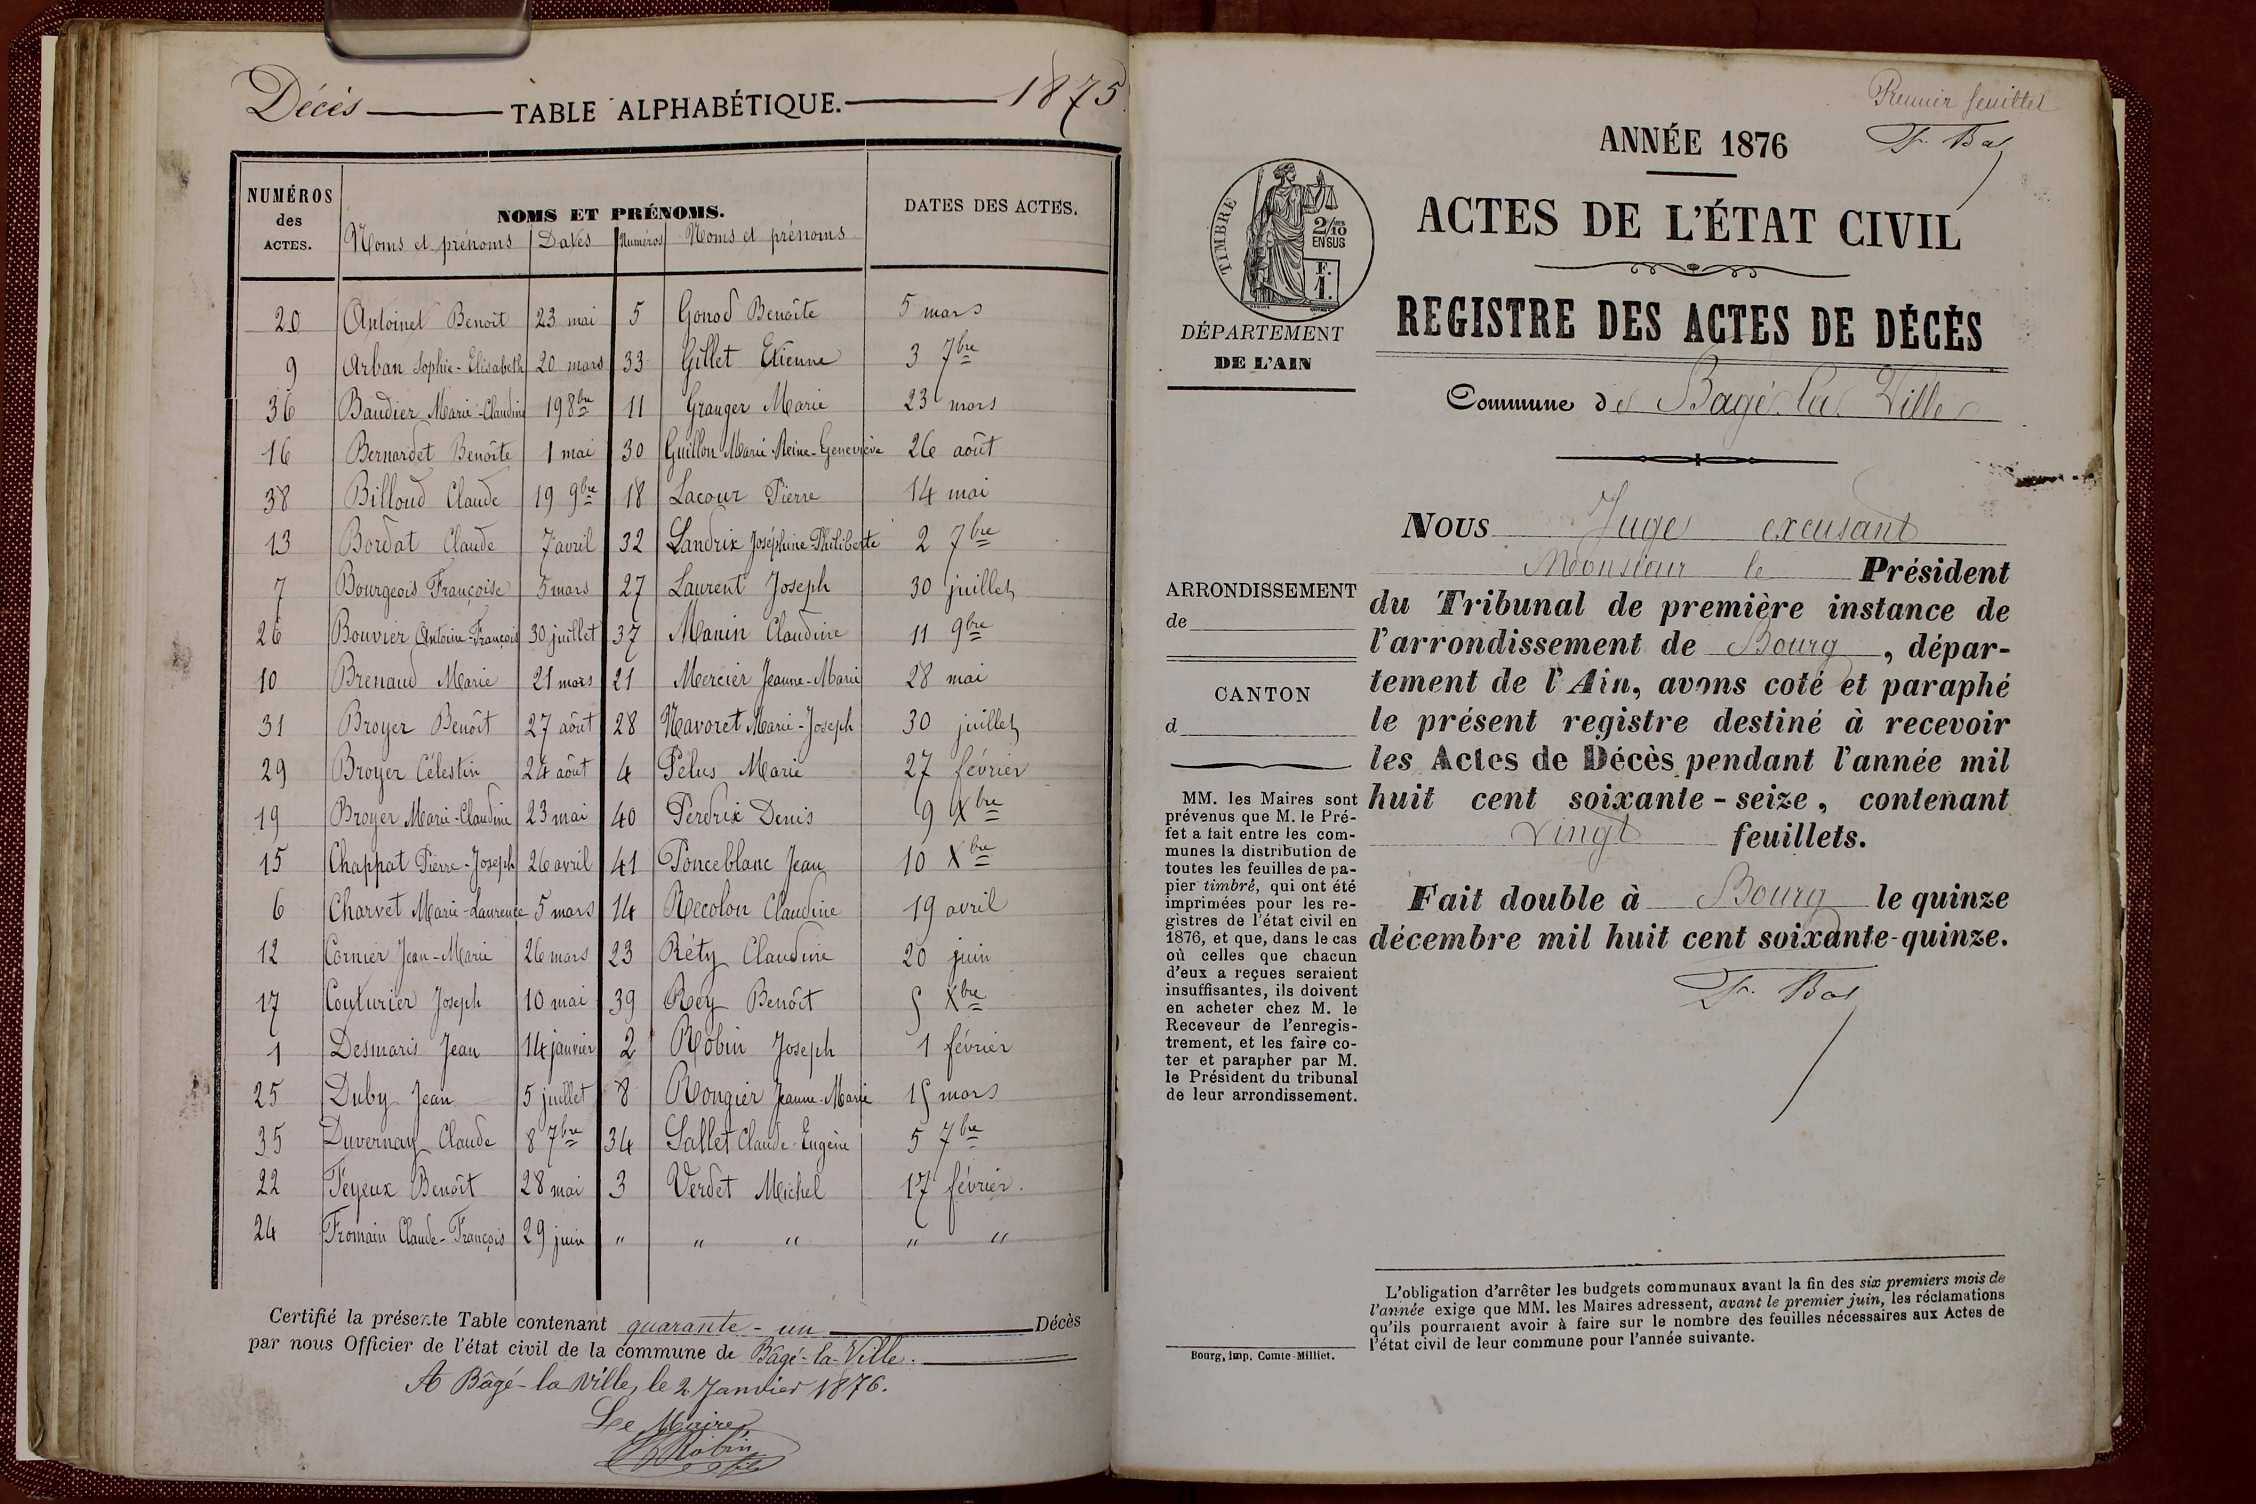 Décès TABLE ALPHABÉTIQUE. 1875
NUMÉROS des ACTES. NOMS ET PRÉNOMS. DATES DES ACTES.
Noms et prénoms Dates Numéros Noms et prénoms
20 Antoinet Benoît 23 mai 5 Gonod Benoîte 5 mars
9 Arban Sophie-Elisabeth 20 mars 33 Gillet Etienne 3 7bre
36 Baudier Marie-Claudine 19 8bre 11 Granger Marie 23 mars
16 Bernardet Benoîte 1 mai 30 Guillon Marie Reine-Geneviève 26 août
38 Billoud Claude 19 9bre 18 Lacour Pierre 14 mai
13 Bordat Claude 7 avril 32 Landrix Joséphine Philiberte 2 7bre
7 Bourgeois Françoise 5 mars 27 Laurent Joseph 30 juillet
26 Bouvier Antoine-François 30 juillet 37 Manin Claudine 11 9bre
10 Brenaud Marie 21 mars 21 Mercier Jeanne-Marie 28 mai
31 Broyer Benoît 27 août 28 Navoret Marie-Joseph 30 juillet
29 Broyer Célestin 24 août 4 Pélus Marie 27 février
19 Broyer Marie-Claudine 23 mai 40 Perdrix Denis 9 Xbre
15 Chappat Pierre-Joseph 26 avril 41 Ponceblanc Jean 10 Xbre
6 Charvet Marie-Laurence 5 mars 14 Recolon Claudine 19 avril
12 Cornier Jean-Marie 26 mars 23 Réty Claudine 20 juin
17 Couturier Joseph 10 mai 39 Rey Benoît 5 Xbre
1 Desmaris Jean 14 janvier 2 Robin Joseph 1 février
25 Duby Jean 5 juillet 8 Rongier Jeanne-Marie 15 mars
35 Duvernay Claude 8 7bre 34 Sallet Claude-Eugène 5 7bre
22 Féyeux Benoît 28 mai 3 Verdet Michel 17 février.
24 Fromain Claude-François 29 juin " " " " "
Certifié la présente Table contenant quarante-un Décès
par nous Officier de l'état civil de la commune de Bâgé-la-Ville.
A Bâgé-la Ville, le 2 Janvier 1876.
Le Maire
Robin
Premier feuillet
ANNÉE 1876
ACTES DE L'ÉTAT CIVIL
TIMBRE
2/10
EN SUS
F.
1.
REGISTRE DES ACTES DE DÉCÈS
DÉPARTEMENT
DE L'AIN
Commune de Bagé la Ville
NOUS Juge excusant
Monsieur le Président
du Tribunal de première instance de
l'arrondissement de Bourg, dépar-
tement de l'Ain, avons coté et paraphé
le présent registre destiné à recevoir
les Actes de Décès pendant l'année mil
huit cent soixante-seize, contenant
vingt feuillets.
Fait double à Bourg le quinze
décembre mil huit cent soixante-quinze.
ARRONDISSEMENT
de
CANTON
d
MM. les Maires sont
prévenus que M. le Pré-
fet a fait entre les com-
munes la distribution de
toutes les feuilles de pa-
pier timbré, qui ont été
imprimées pour les re-
gistres de l'état civil en
1876, et que, dans le cas
où celles que chacun
d'eux a reçues seraient
insuffisantes, ils doivent
en acheter chez M. le
Receveur de l'enregis-
trement, et les faire co-
ter et parapher par M.
le Président du tribunal
de leur arrondissement.
L'obligation d'arrêter les budgets communaux avant la fin des six premiers mois de
l'année exige que MM. les Maires adressent, avant le premier juin, les réclamations
qu'ils pourraient avoir à faire sur le nombre des feuilles nécessaires aux Actes de
l'état civil de leur commune pour l'année suivante.
Bourg, imp. Comte-Milliet.